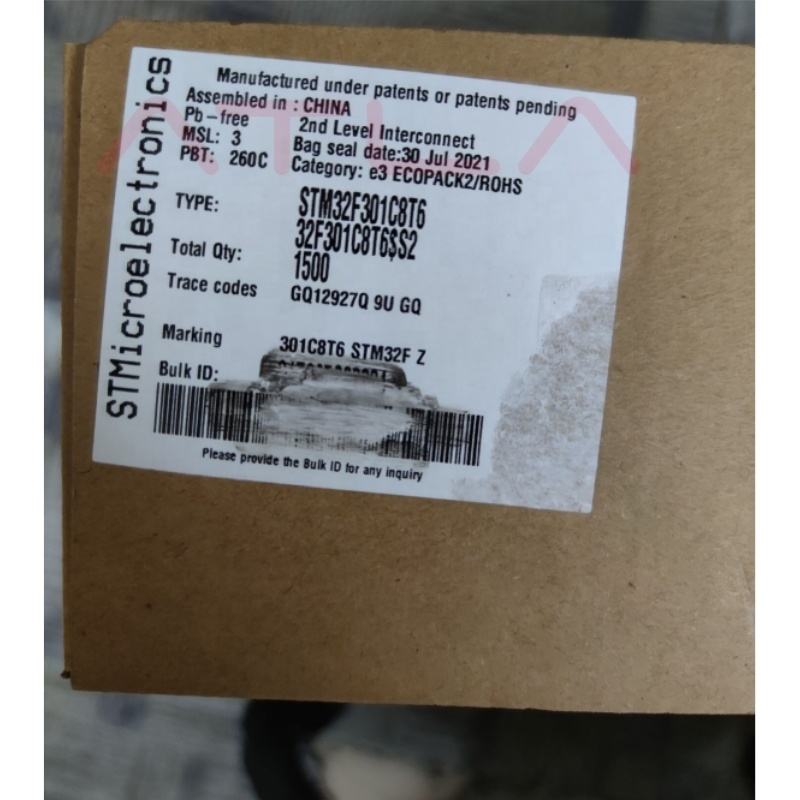 STMicroelectronics
Manufactured under patents or patents pending
Assembled in : CHINA
Pb-free 2nd Level Interconnect
MSL: 3 Bag seal date:30 Jul 2021
PBT: 260C Category: e3 ECOPACK2/ROHS
TYPE: STM32F301C8T6
32F301C8T6$S2
Total Qty: 1500
Trace codes GQ12927Q 9U GQ
Marking 301C8T6 STM32F Z
Bulk ID:
Please provide the Bulk ID for any inquiry